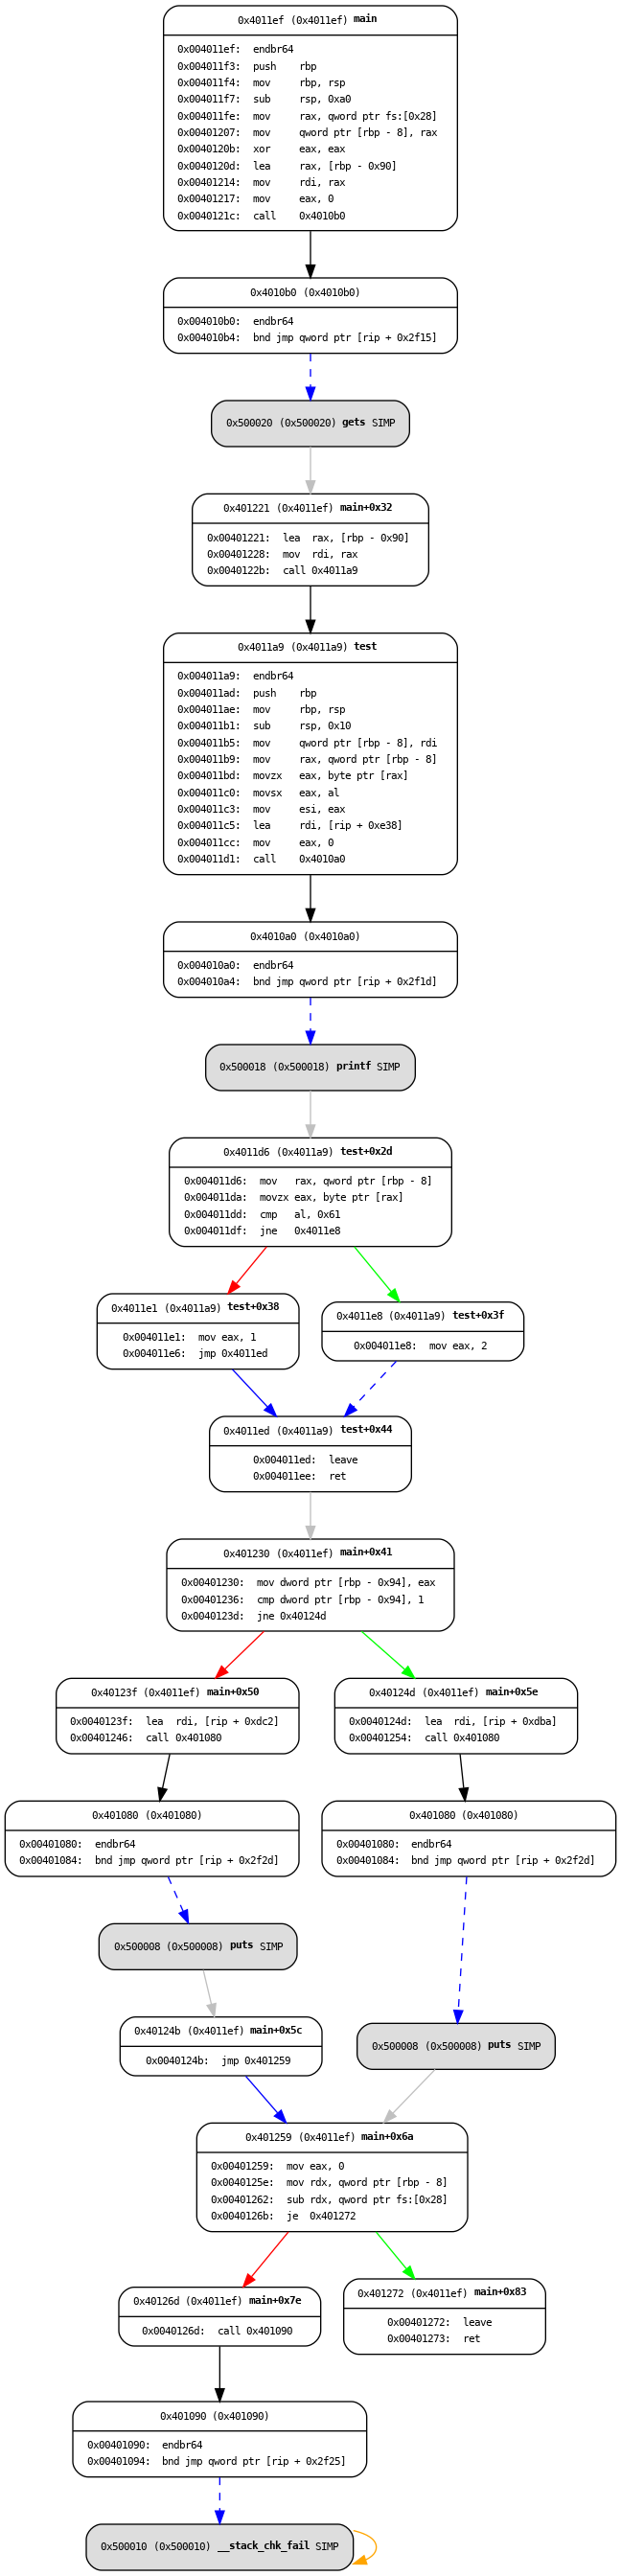 0x4011ef (0x4011ef) main
0x004011ef: endbr64
0x004011f3: push rbp
0x004011f4: mov rbp, rsp
0x004011f7: sub rsp, 0xa0
0x004011fe: mov rax, qword ptr fs:[0x28]
0x00401207: mov qword ptr [rbp - 8], rax
0x0040120b: xor eax, eax
0x0040120d: lea rax, [rbp - 0x90]
0x00401214: mov rdi, rax
0x00401217: mov eax, 0
0x0040121c: call 0x4010b0
0x4010b0 (0x4010b0)
0x004010b0: endbr64
0x004010b4: bnd jmp qword ptr [rip + 0x2f15]
0x500020 (0x500020) gets SIMP
0x401221 (0x4011ef) main+0x32
0x00401221: lea rax, [rbp - 0x90]
0x00401228: mov rdi, rax
0x0040122b: call 0x4011a9
0x4011a9 (0x4011a9) test
0x004011a9: endbr64
0x004011ad: push rbp
0x004011ae: mov rbp, rsp
0x004011b1: sub rsp, 0x10
0x004011b5: mov qword ptr [rbp - 8], rdi
0x004011b9: mov rax, qword ptr [rbp - 8]
0x004011bd: movzx eax, byte ptr [rax]
0x004011c0: movsx eax, al
0x004011c3: mov esi, eax
0x004011c5: lea rdi, [rip + 0xe38]
0x004011cc: mov eax, 0
0x004011d1: call 0x4010a0
0x4010a0 (0x4010a0)
0x004010a0: endbr64
0x004010a4: bnd jmp qword ptr [rip + 0x2f1d]
0x500018 (0x500018) printf SIMP
0x4011d6 (0x4011a9) test+0x2d
0x004011d6: mov rax, qword ptr [rbp - 8]
0x004011da: movzx eax, byte ptr [rax]
0x004011dd: cmp al, 0x61
0x004011df: jne 0x4011e8
0x4011e1 (0x4011a9) test+0x38
0x004011e1: mov eax, 1
0x004011e6: jmp 0x4011ed
0x4011e8 (0x4011a9) test+0x3f
0x004011e8: mov eax, 2
0x4011ed (0x4011a9) test+0x44
0x004011ed: leave
0x004011ee: ret
0x401230 (0x4011ef) main+0x41
0x00401230: mov dword ptr [rbp - 0x94], eax
0x00401236: cmp dword ptr [rbp - 0x94], 1
0x0040123d: jne 0x40124d
0x40123f (0x4011ef) main+0x50
0x0040123f: lea rdi, [rip + 0xdc2]
0x00401246: call 0x401080
0x40124d (0x4011ef) main+0x5e
0x0040124d: lea rdi, [rip + 0xdba]
0x00401254: call 0x401080
0x401080 (0x401080)
0x00401080: endbr64
0x00401084: bnd jmp qword ptr [rip + 0x2f2d]
0x401080 (0x401080)
0x00401080: endbr64
0x00401084: bnd jmp qword ptr [rip + 0x2f2d]
0x500008 (0x500008) puts SIMP
0x40124b (0x4011ef) main+0x5c
0x0040124b: jmp 0x401259
0x500008 (0x500008) puts SIMP
0x401259 (0x4011ef) main+0x6a
0x00401259: mov eax, 0
0x0040125e: mov rdx, qword ptr [rbp - 8]
0x00401262: sub rdx, qword ptr fs:[0x28]
0x0040126b: je 0x401272
0x40126d (0x4011ef) main+0x7e
0x0040126d: call 0x401090
0x401272 (0x4011ef) main+0x83
0x00401272: leave
0x00401273: ret
0x401090 (0x401090)
0x00401090: endbr64
0x00401094: bnd jmp qword ptr [rip + 0x2f25]
0x500010 (0x500010) __stack_chk_fail SIMP